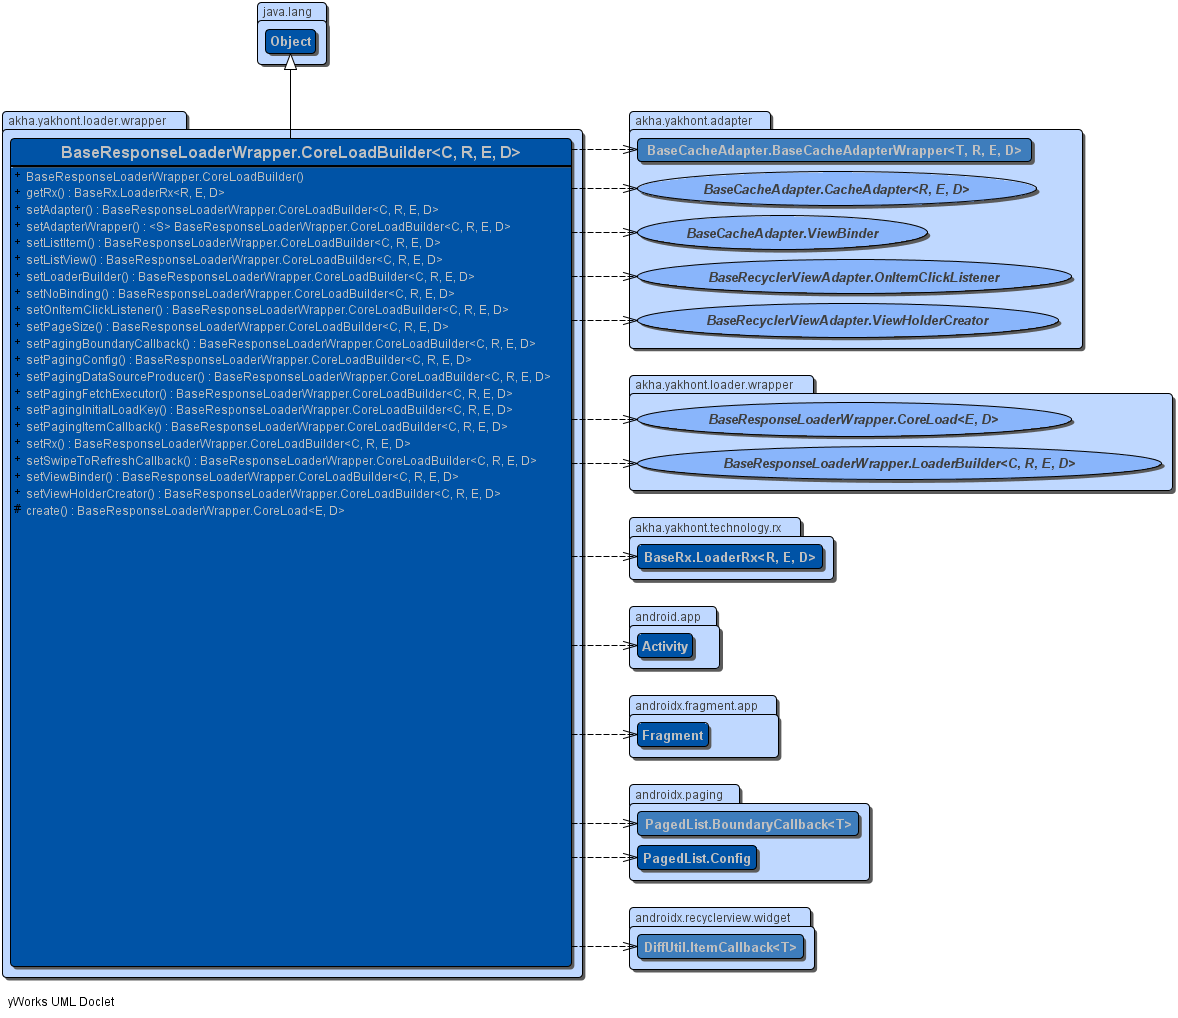 java.lang
Object
akha.yakhont.loader.wrapper
BaseResponseLoaderWrapper.CoreLoadBuilder<C, R, E, D>
+ BaseResponseLoaderWrapper.CoreLoadBuilder()
+ getRx() : BaseRx.LoaderRx<R, E, D>
+ setAdapter() : BaseResponseLoaderWrapper.CoreLoadBuilder<C, R, E, D>
+ setAdapterWrapper() : <S> BaseResponseLoaderWrapper.CoreLoadBuilder<C, R, E, D>
+ setListItem() : BaseResponseLoaderWrapper.CoreLoadBuilder<C, R, E, D>
+ setListView() : BaseResponseLoaderWrapper.CoreLoadBuilder<C, R, E, D>
+ setLoaderBuilder() : BaseResponseLoaderWrapper.CoreLoadBuilder<C, R, E, D>
+ setNoBinding() : BaseResponseLoaderWrapper.CoreLoadBuilder<C, R, E, D>
+ setOnItemClickListener() : BaseResponseLoaderWrapper.CoreLoadBuilder<C, R, E, D>
+ setPageSize() : BaseResponseLoaderWrapper.CoreLoadBuilder<C, R, E, D>
+ setPagingBoundaryCallback() : BaseResponseLoaderWrapper.CoreLoadBuilder<C, R, E, D>
+ setPagingConfig() : BaseResponseLoaderWrapper.CoreLoadBuilder<C, R, E, D>
+ setPagingDataSourceProducer() : BaseResponseLoaderWrapper.CoreLoadBuilder<C, R, E, D>
+ setPagingFetchExecutor() : BaseResponseLoaderWrapper.CoreLoadBuilder<C, R, E, D>
+ setPagingInitialLoadKey() : BaseResponseLoaderWrapper.CoreLoadBuilder<C, R, E, D>
+ setPagingItemCallback() : BaseResponseLoaderWrapper.CoreLoadBuilder<C, R, E, D>
+ setRx() : BaseResponseLoaderWrapper.CoreLoadBuilder<C, R, E, D>
+ setSwipeToRefreshCallback() : BaseResponseLoaderWrapper.CoreLoadBuilder<C, R, E, D>
+ setViewBinder() : BaseResponseLoaderWrapper.CoreLoadBuilder<C, R, E, D>
+ setViewHolderCreator() : BaseResponseLoaderWrapper.CoreLoadBuilder<C, R, E, D>
# create() : BaseResponseLoaderWrapper.CoreLoad<E, D>
akha.yakhont.adapter
BaseCacheAdapter.BaseCacheAdapterWrapper<T, R, E, D>
BaseCacheAdapter.CacheAdapter<R, E, D>
BaseCacheAdapter.ViewBinder
BaseRecyclerViewAdapter.OnItemClickListener
BaseRecyclerViewAdapter.ViewHolderCreator
akha.yakhont.loader.wrapper
BaseResponseLoaderWrapper.CoreLoad<E, D>
BaseResponseLoaderWrapper.LoaderBuilder<C, R, E, D>
akha.yakhont.technology.rx
BaseRx.LoaderRx<R, E, D>
android.app
Activity
androidx.fragment.app
Fragment
androidx.paging
PagedList.BoundaryCallback<T>
PagedList.Config
androidx.recyclerview.widget
DiffUtil.ItemCallback<T>
yWorks UML Doclet